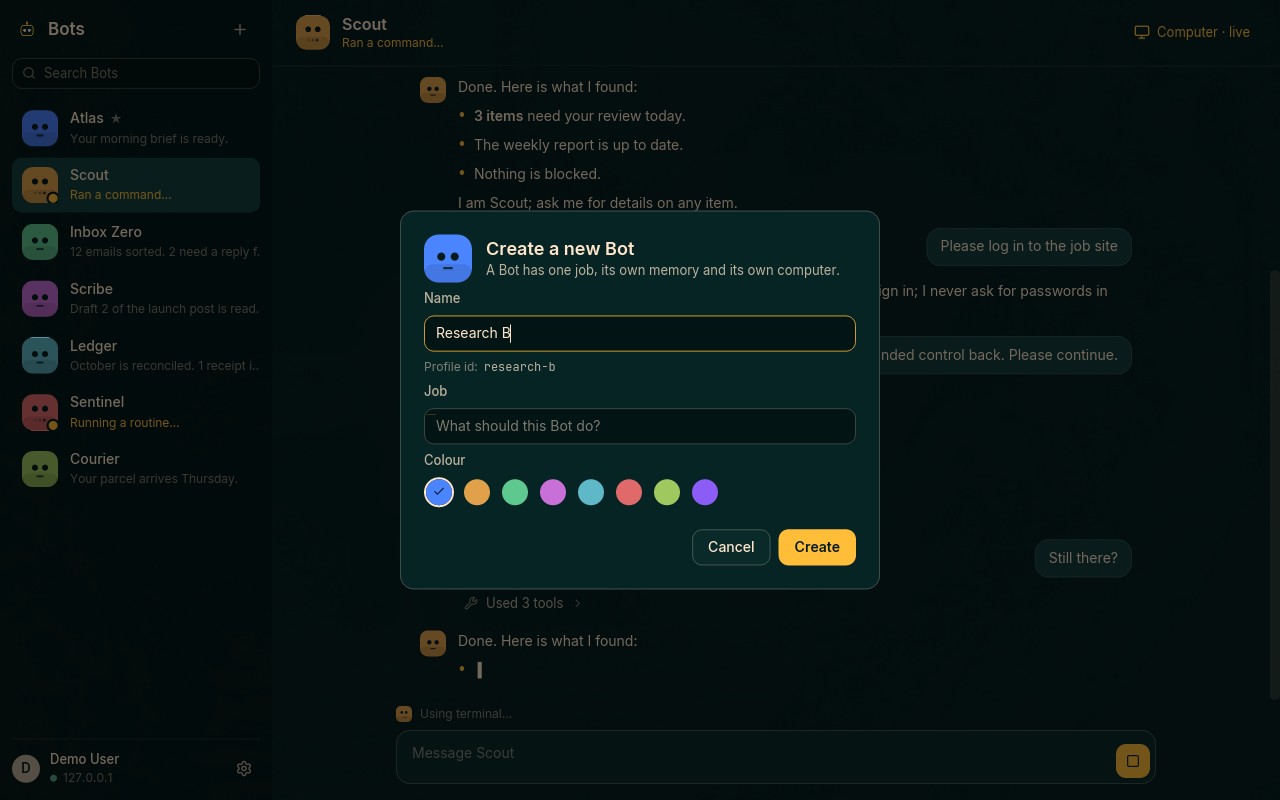 Bots
Search Bots
Atlas ★
Your morning brief is ready.
Scout
Ran a command...
Inbox Zero
12 emails sorted. 2 need a reply f.
Scribe
Draft 2 of the launch post is read.
Ledger
October is reconciled. 1 receipt i..
Sentinel
Running a routine...
Courier
Your parcel arrives Thursday.
D
Demo User
127.0.0.1
Scout
Ran a command...
Computer · live
Done. Here is what I found:
• 3 items need your review today.
• The weekly report is up to date.
• Nothing is blocked.
I am Scout; ask me for details on any item.
Please log in to the job site
ign in; I never ask for passwords in
nded control back. Please continue.
Create a new Bot
A Bot has one job, its own memory and its own computer.
Name
Research B
Profile id: research-b
Job
What should this Bot do?
Colour
Cancel
Create
Still there?
Used 3 tools
Done. Here is what I found:
•
Using terminal...
Message Scout